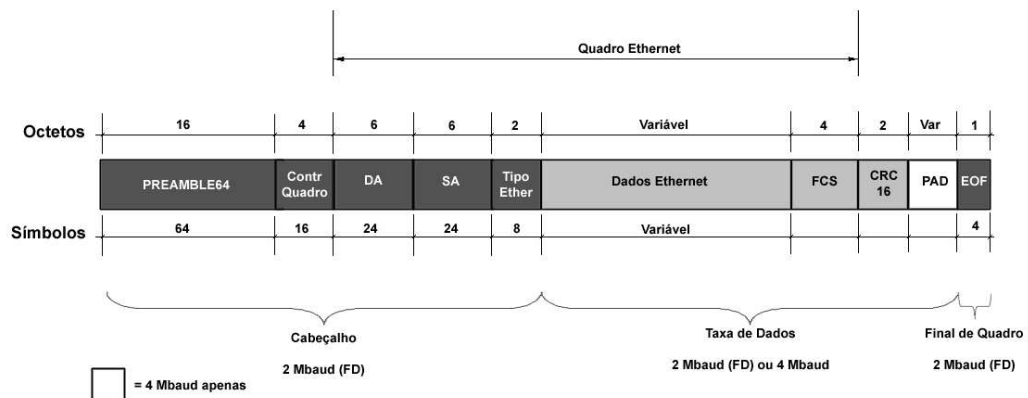 Quadro Ethernet
Octetos 16 4 6 6 2 Variável 4 2 Var 1
PREAMBLE64
Contr
Quadro
DA
SA
Tipo
Ether
Dados Ethernet
FCS
CRC
16
PAD
EOF
Símbolos 64 16 24 24 8 Variável 4
Cabeçalho
2 Mbaud (FD)
Taxa de Dados
2 Mbaud (FD) ou 4 Mbaud
Final de Quadro
2 Mbaud (FD)
= 4 Mbaud apenas